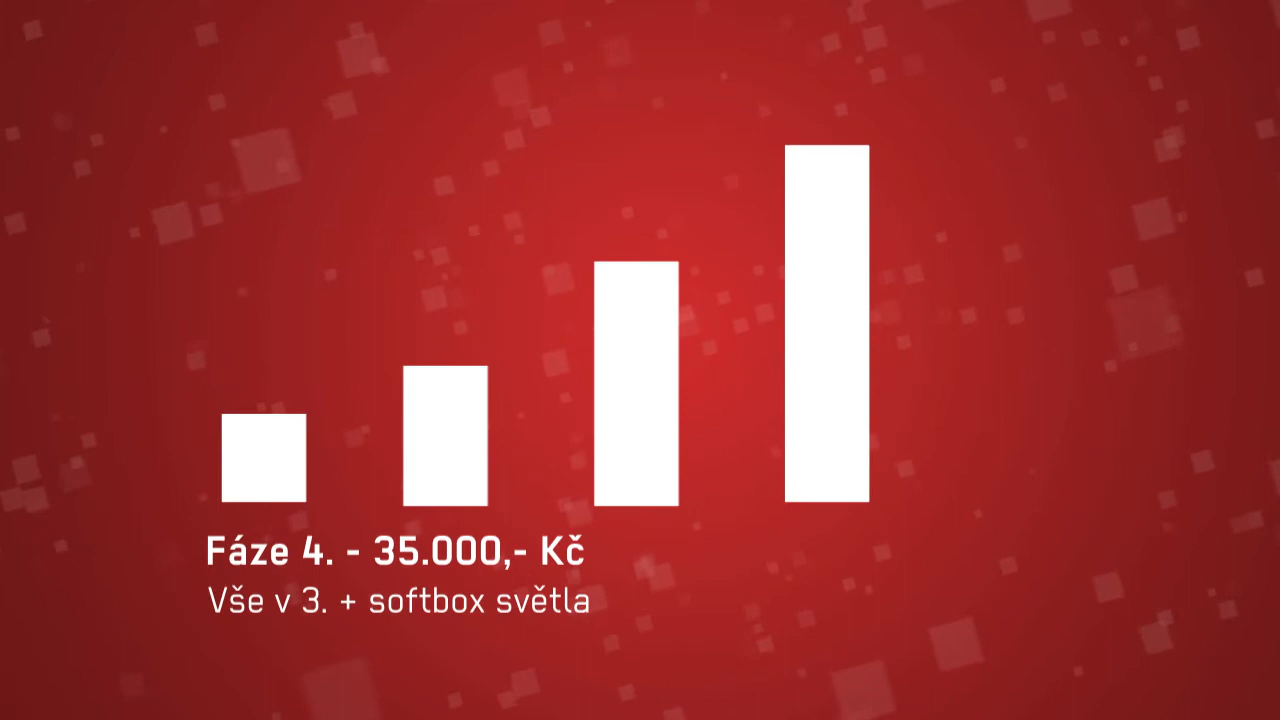 Fáze 4. - 35.000,- Kč
Vše v 3. + softbox světla